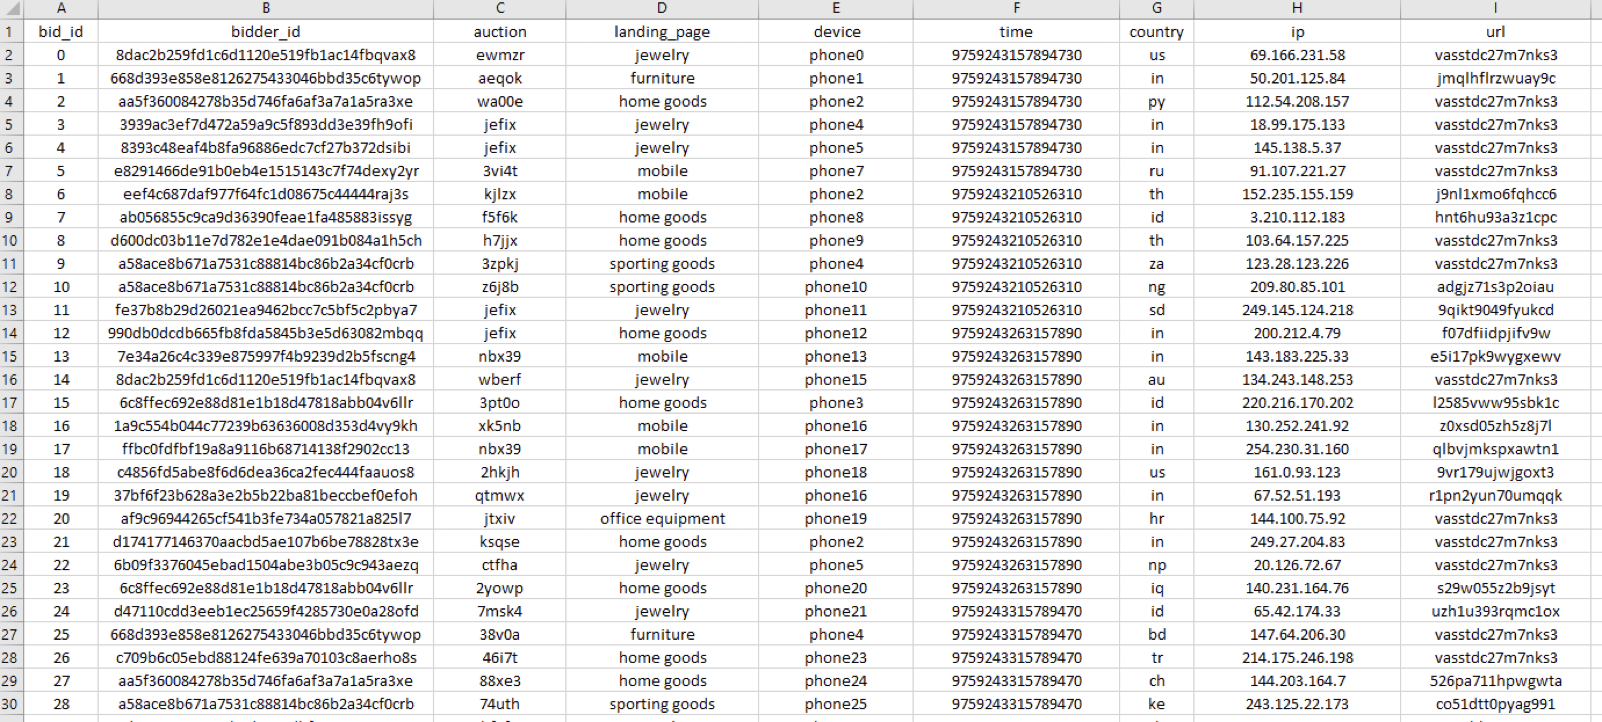 A B C D E F G H I
1 bid_id bidder_id auction landing_page device time country ip url
2 0 8dac2b259fd1c6d1120e519fb1ac14fbqvax8 ewmzr jewelry phone0 9759243157894730 us 69.166.231.58 vasstdc27m7nks3
3 1 668d393e858e8126275433046bbd35c6tywop aeqok furniture phone1 9759243157894730 in 50.201.125.84 jmqlhflrzwuay9c
4 2 aa5f360084278b35d746fa6af3a7a1a5ra3xe wa00e home goods phone2 9759243157894730 py 112.54.208.157 vasstdc27m7nks3
5 3 3939ac3ef7d472a59a9c5f893dd3e39fh9ofi jefix jewelry phone4 9759243157894730 in 18.99.175.133 vasstdc27m7nks3
6 4 8393c48eaf4b8fa96886edc7cf27b372dsibi jefix jewelry phone5 9759243157894730 in 145.138.5.37 vasstdc27m7nks3
7 5 e8291466de91b0eb4e1515143c7f74dexy2yr 3vi4t mobile phone7 9759243157894730 ru 91.107.221.27 vasstdc27m7nks3
8 6 eef4c687daf977f64fc1d08675c44444raj3s kjlzx mobile phone2 9759243210526310 th 152.235.155.159 j9nl1xmo6fqhcc6
9 7 ab056855c9ca9d36390feae1fa485883issyg f5f6k home goods phone8 9759243210526310 id 3.210.112.183 hnt6hu93a3z1cpc
10 8 d600dc03b11e7d782e1e4dae091b084a1h5ch h7jjx home goods phone9 9759243210526310 th 103.64.157.225 vasstdc27m7nks3
11 9 a58ace8b671a7531c88814bc86b2a34cf0crb 3zpkj sporting goods phone4 9759243210526310 za 123.28.123.226 vasstdc27m7nks3
12 10 a58ace8b671a7531c88814bc86b2a34cf0crb z6j8b sporting goods phone10 9759243210526310 ng 209.80.85.101 adgjz71s3p2oiau
13 11 fe37b8b29d26021ea9462bcc7c5bf5c2pbya7 jefix jewelry phone11 9759243210526310 sd 249.145.124.218 9qikt9049fyukcd
14 12 990db0dcdb665fb8fda5845b3e5d63082mbqq jefix home goods phone12 9759243263157890 in 200.212.4.79 f07dfiidpjifv9w
15 13 7e34a26c4c339e875997f4b9239d2b5fscng4 nbx39 mobile phone13 9759243263157890 in 143.183.225.33 e5i17pk9wygxewv
16 14 8dac2b259fd1c6d1120e519fb1ac14fbqvax8 wberf jewelry phone15 9759243263157890 au 134.243.148.253 vasstdc27m7nks3
17 15 6c8ffec692e88d81e1b18d47818abb04v6llr 3pt0o home goods phone3 9759243263157890 id 220.216.170.202 l2585vww95sbk1c
18 16 1a9c554b044c77239b63636008d353d4vy9kh xk5nb mobile phone16 9759243263157890 in 130.252.241.92 z0xsd05zh5z8j7l
19 17 ffbc0fdfbf19a8a9116b68714138f2902cc13 nbx39 mobile phone17 9759243263157890 in 254.230.31.160 qlbvjmkspxawtn1
20 18 c4856fd5abe8f6d6dea36ca2fec444faauos8 2hkjh jewelry phone18 9759243263157890 us 161.0.93.123 9vr179ujwjgoxt3
21 19 37bf6f23b628a3e2b5b22ba81beccbef0efoh qtmwx jewelry phone16 9759243263157890 in 67.52.51.193 r1pn2yun70umqqk
22 20 af9c96944265cf541b3fe734a057821a825l7 jtxiv office equipment phone19 9759243263157890 hr 144.100.75.92 vasstdc27m7nks3
23 21 d174177146370aacbd5ae107b6be78828tx3e ksqse home goods phone2 9759243263157890 in 249.27.204.83 vasstdc27m7nks3
24 22 6b09f3376045ebad1504abe3b05c9c943aezq ctfha jewelry phone5 9759243263157890 np 20.126.72.67 vasstdc27m7nks3
25 23 6c8ffec692e88d81e1b18d47818abb04v6llr 2yowp home goods phone20 9759243263157890 iq 140.231.164.76 s29w055z2b9jsyt
26 24 d47110cdd3eeb1ec25659f4285730e0a28ofd 7msk4 jewelry phone21 9759243315789470 id 65.42.174.33 uzh1u393rqmc1ox
27 25 668d393e858e8126275433046bbd35c6tywop 38v0a furniture phone4 9759243315789470 bd 147.64.206.30 vasstdc27m7nks3
28 26 c709b6c05ebd88124fe639a70103c8aerho8s 46i7t home goods phone23 9759243315789470 tr 214.175.246.198 vasstdc27m7nks3
29 27 aa5f360084278b35d746fa6af3a7a1a5ra3xe 88xe3 home goods phone24 9759243315789470 ch 144.203.164.7 526pa711hpwgwta
30 28 a58ace8b671a7531c88814bc86b2a34cf0crb 74uth sporting goods phone25 9759243315789470 ke 243.125.22.173 co51dtt0pyag991